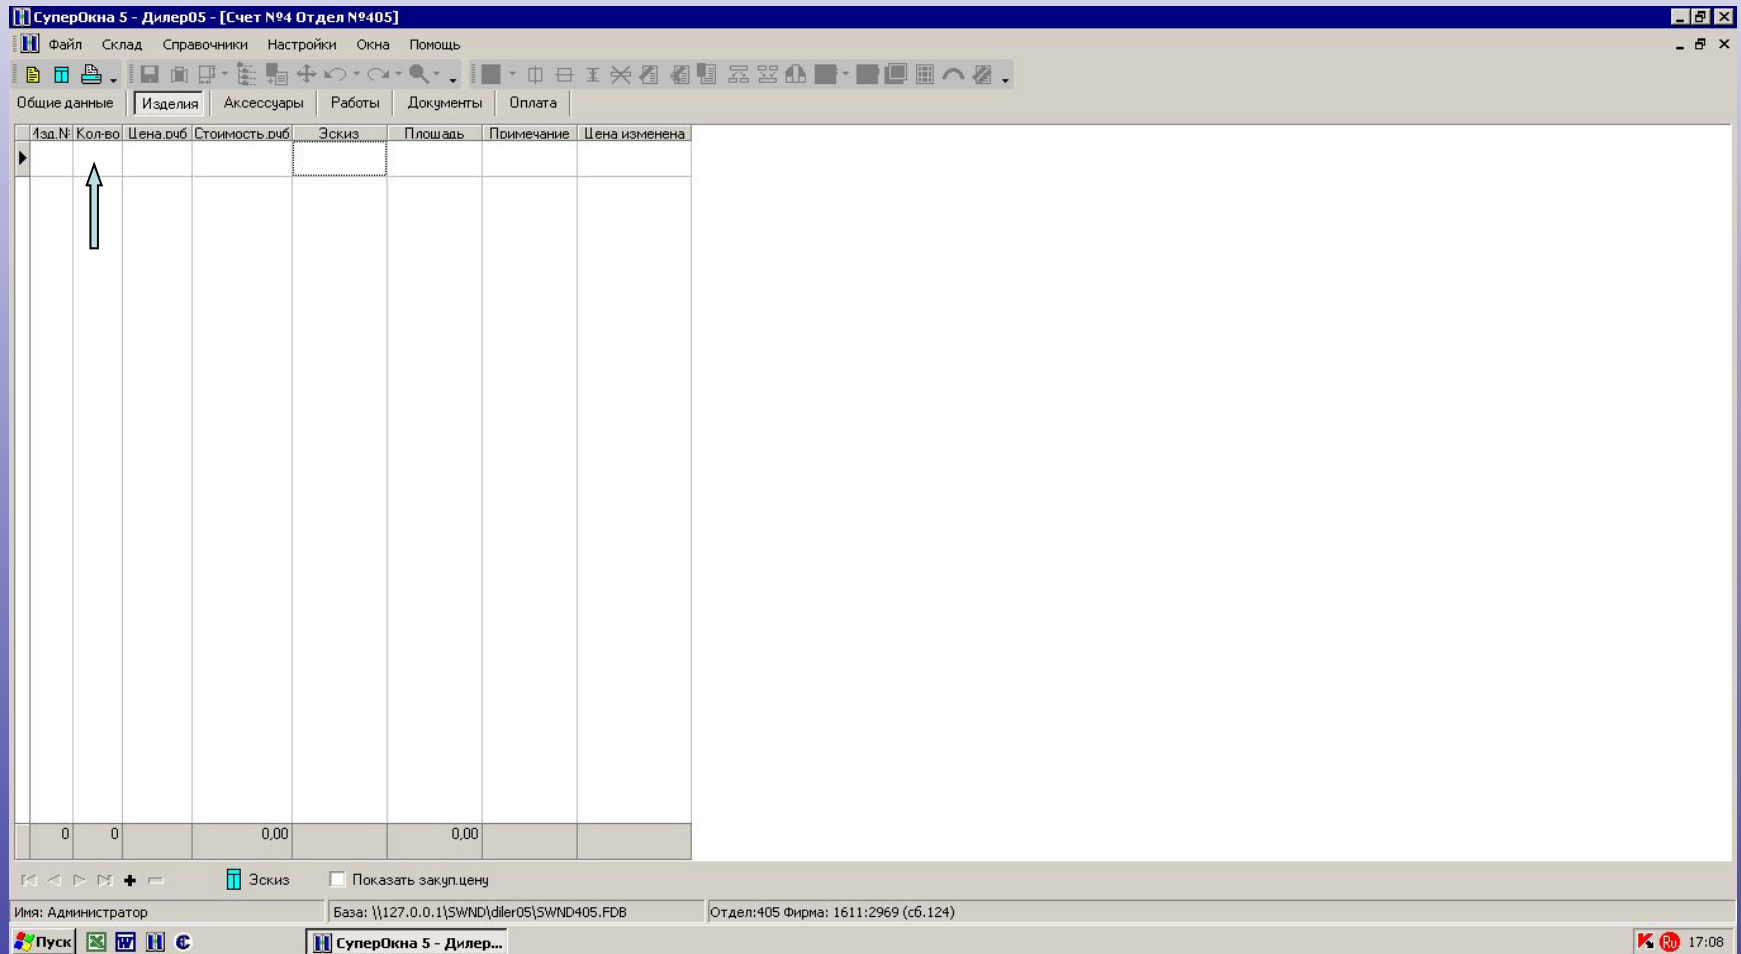 СуперОкна 5 - Дилер05 - [Счет №4 Отдел №405]
Файл Склад Справочники Настройки Окна Помощь
Общие данные Изделия Аксессуары Работы Документы Оплата
Изд.№ Кол-во Цена,руб Стоимость,руб Эскиз Площадь Примечание Цена изменена
0 0 0,00 0,00
Эскиз Показать закуп.цену
Имя: Администратор База: \\127.0.0.1\SWND\diler05\SWND405.FDB Отдел:405 Фирма: 1611:2969 (сб.124)
Пуск СуперОкна 5 - Дилер... Ru 17:08